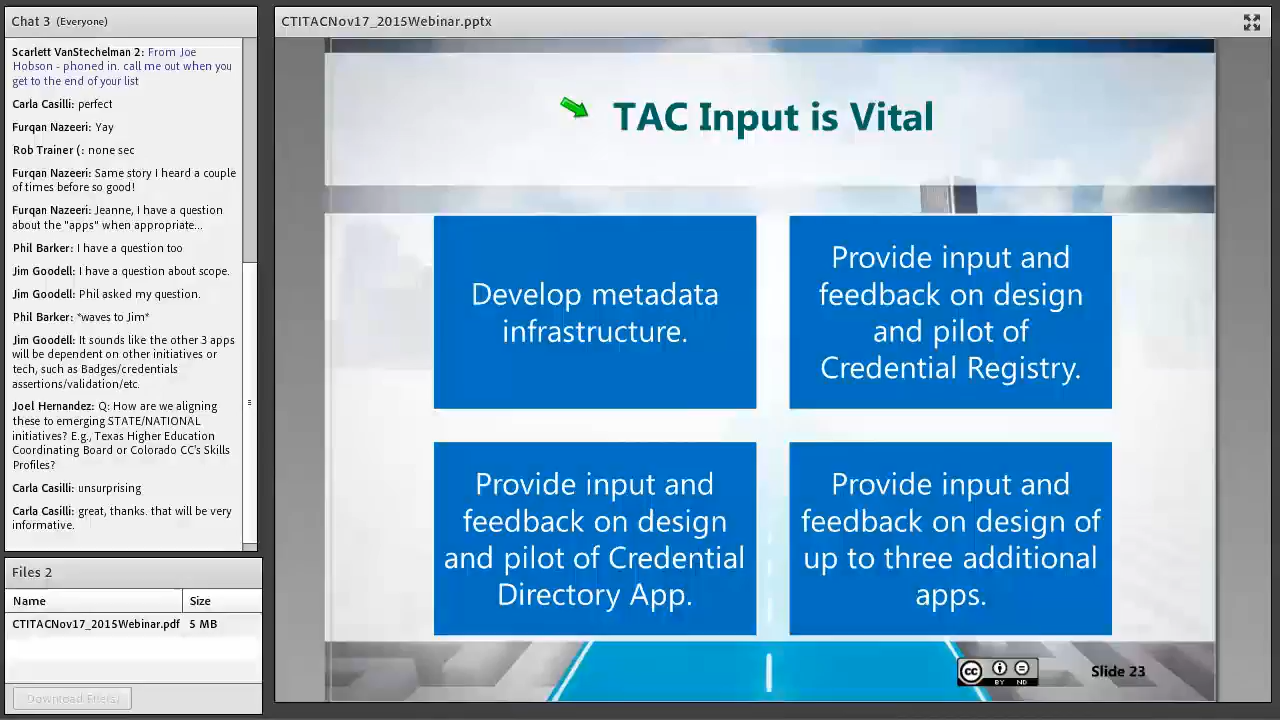 Chat 3 (Everyone)
Scarlett VanStechelman 2: From Joe
Hobson - phoned in. call me out when you
get to the end of your list
Carla Casilli: perfect
Furqan Nazeeri: Yay
Rob Trainer (: none sec
Furqan Nazeeri: Same story I heard a couple
of times before so good!
Furqan Nazeeri: Jeanne, I have a question
about the "apps" when appropriate...
Phil Barker: I have a question too
Jim Goodell: I have a question about scope.
Jim Goodell: Phil asked my question.
Phil Barker: *waves to Jim*
Jim Goodell: It sounds like the other 3 apps
will be dependent on other initiatives or
tech, such as Badges/credentials
assertions/validation/etc.
Joel Hernandez: Q: How are we aligning
these to emerging STATE/NATIONAL
initiatives? E.g., Texas Higher Education
Coordinating Board or Colorado CC's Skills
Profiles?
Carla Casilli: unsurprising
Carla Casilli: great, thanks. that will be very
informative.
Files 2
Name Size
CTITACNov17_2015Webinar.pdf 5 MB
Download File(s)
CTITACNov17_2015Webinar.pptx
TAC Input is Vital
Develop metadata
infrastructure.
Provide input and
feedback on design
and pilot of
Credential Registry.
Provide input and
feedback on design
and pilot of Credential
Directory App.
Provide input and
feedback on design of
up to three additional
apps.
cc BY ND
Slide 23